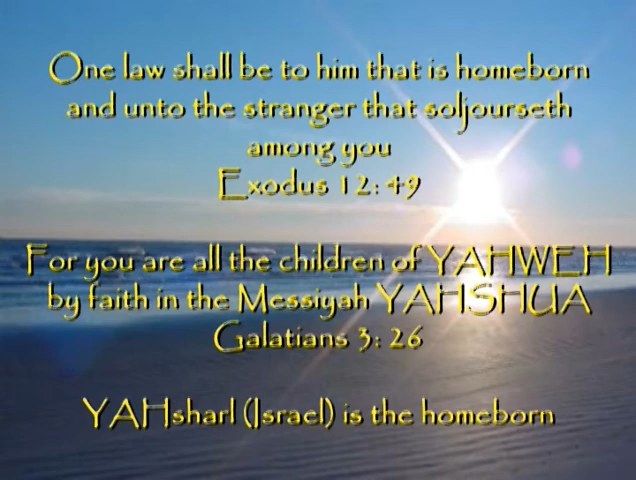 One law shall be to him that is homeborn
and unto the stranger that soljourseth
among you
Exodus 12: 49
For you are all the children of YAHWEH
by faith in the Messiyah YAHSHUA
Galatians 3: 26
YAHsharl (Israel) is the homeborn